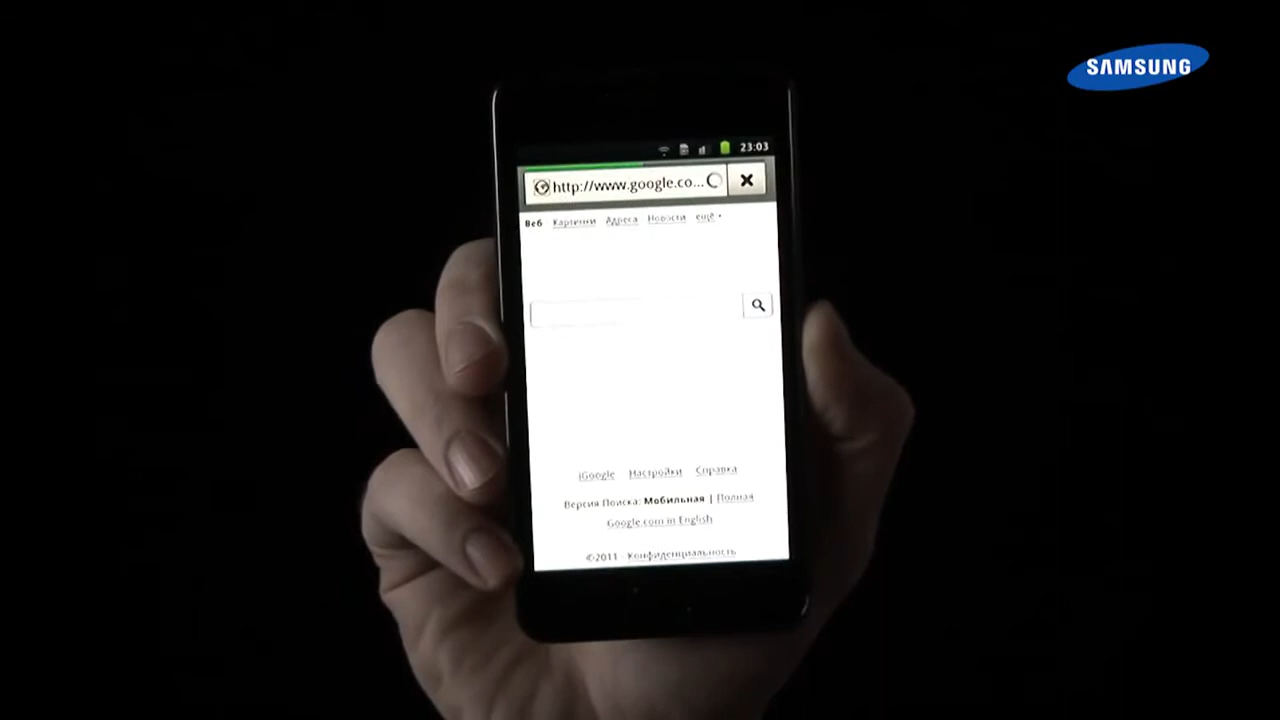 SAMSUNG
23:03
http://www.google.co...
Веб Картинки Адреса Новости ещё
iGoogle Настройки Справка
Версия Поиска: Мобильная | Полная
Google.com in English
©2011 - Конфиденциальность